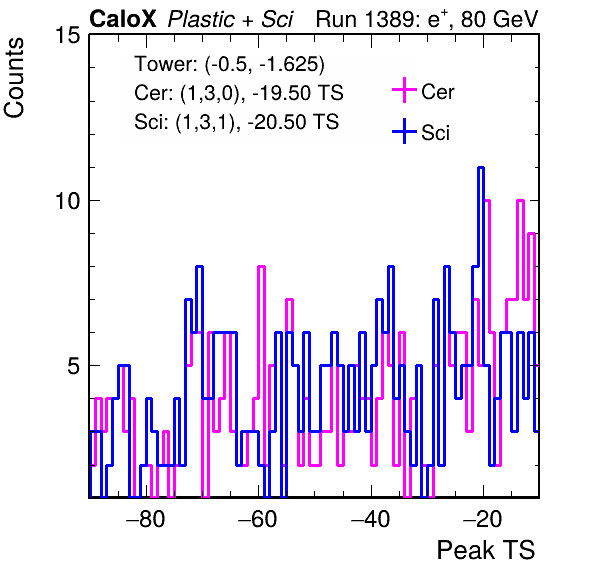 CaloX Plastic + Sci Run 1389: e+, 80 GeV
Counts
15
10
5
Tower: (-0.5, -1.625)
Cer: (1,3,0), -19.50 TS
Sci: (1,3,1), -20.50 TS
Cer
Sci
−80 −60 −40 −20
Peak TS